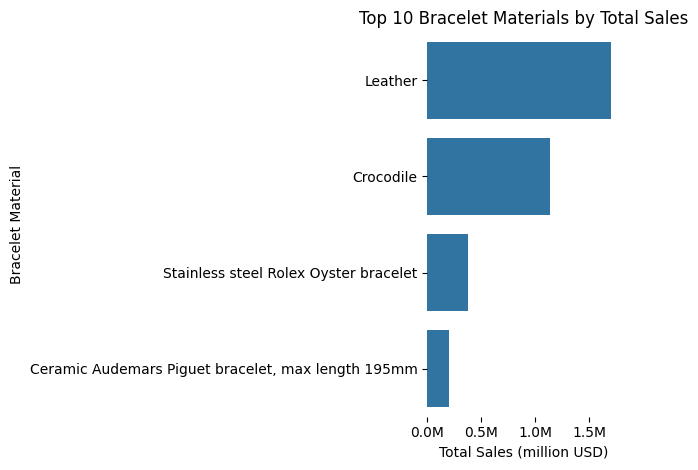 Top 10 Bracelet Materials by Total Sales
Bracelet Material
Leather
Crocodile
Stainless steel Rolex Oyster bracelet
Ceramic Audemars Piguet bracelet, max length 195mm
0.0M 0.5M 1.0M 1.5M
Total Sales (million USD)